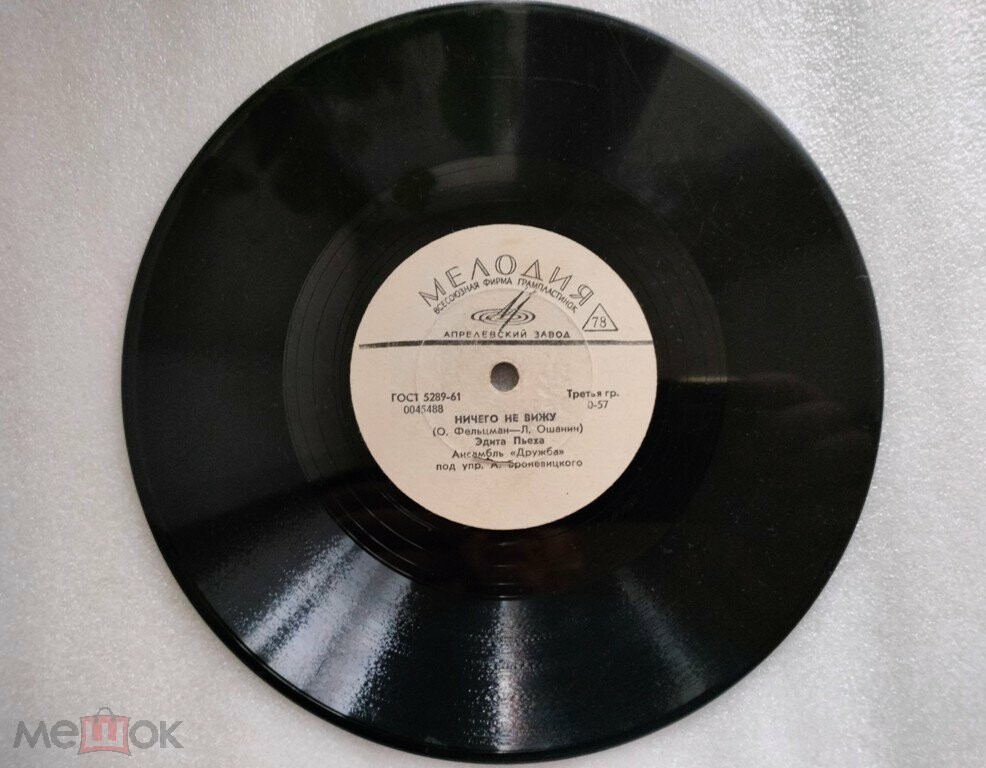 МЕЛОДИЯ
ВСЕСОЮЗНАЯ ФИРМА ГРАМПЛАСТИНОК
78
АПРЕЛЕВСКИЙ ЗАВОД
ГОСТ 5289-61
Третья гр.
0045488
0-57
НИЧЕГО НЕ ВИЖУ
(О. Фельцман—Л. Ошанин)
Эдита Пьеха
Ансамбль «Дружба»
под упр. А. Броневицкого
мешок